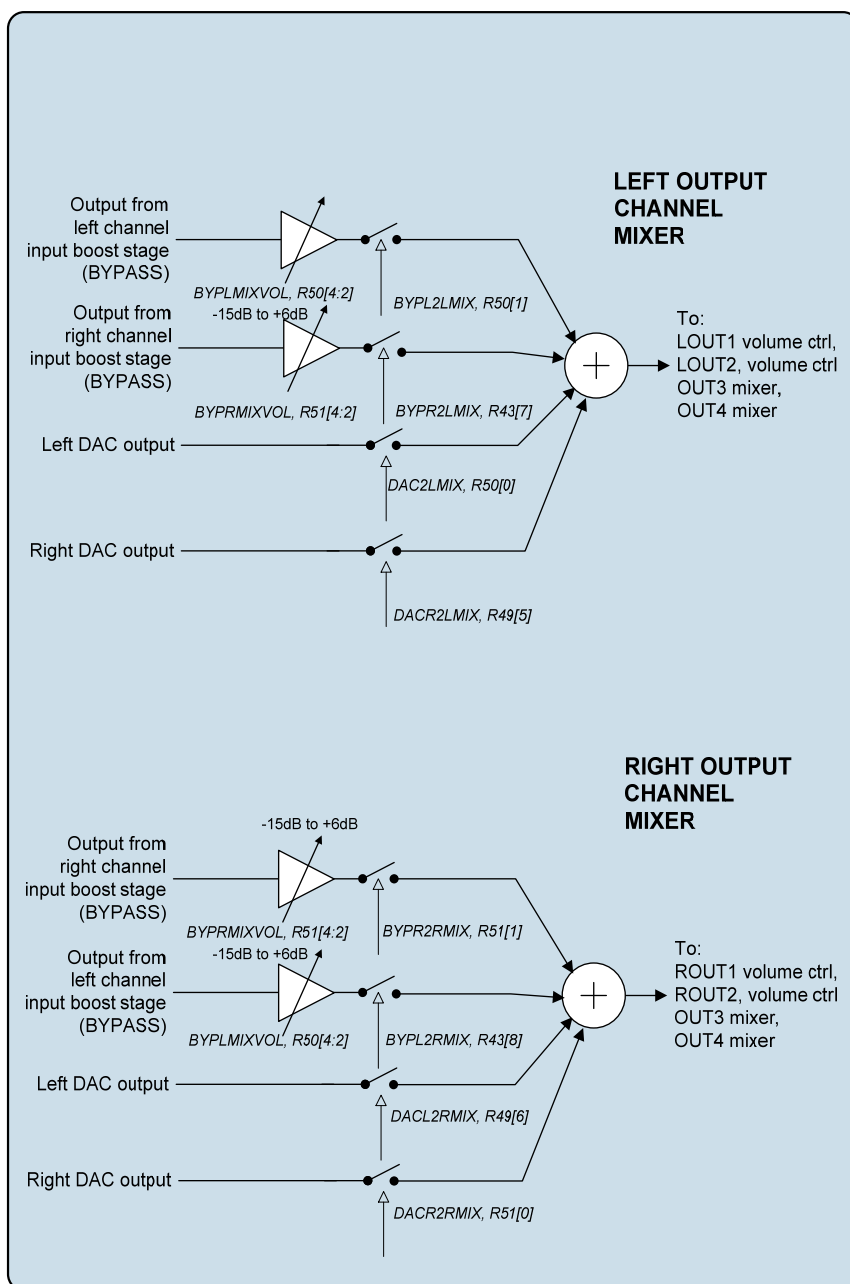 LEFT OUTPUT
CHANNEL
MIXER
Output from
left channel
input boost stage
(BYPASS)
BYPLMIXVOL, R50[4:2]
BYPL2LMIX, R50[1]
-15dB to +6dB
Output from
right channel
input boost stage
(BYPASS)
BYPRMIXVOL, R51[4:2]
BYPR2LMIX, R43[7]
To:
LOUT1 volume ctrl,
LOUT2, volume ctrl
OUT3 mixer,
OUT4 mixer
Left DAC output
DAC2LMIX, R50[0]
Right DAC output
DACR2LMIX, R49[5]
RIGHT OUTPUT
CHANNEL
MIXER
-15dB to +6dB
Output from
right channel
input boost stage
(BYPASS)
BYPRMIXVOL, R51[4:2]
BYPR2RMIX, R51[1]
-15dB to +6dB
Output from
left channel
input boost stage
(BYPASS)
BYPLMIXVOL, R50[4:2]
BYPL2RMIX, R43[8]
To:
ROUT1 volume ctrl,
ROUT2, volume ctrl
OUT3 mixer,
OUT4 mixer
Left DAC output
DACL2RMIX, R49[6]
Right DAC output
DACR2RMIX, R51[0]